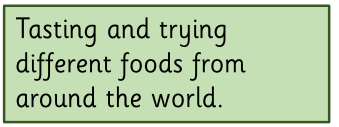 Tasting and trying
different foods from
around the world.